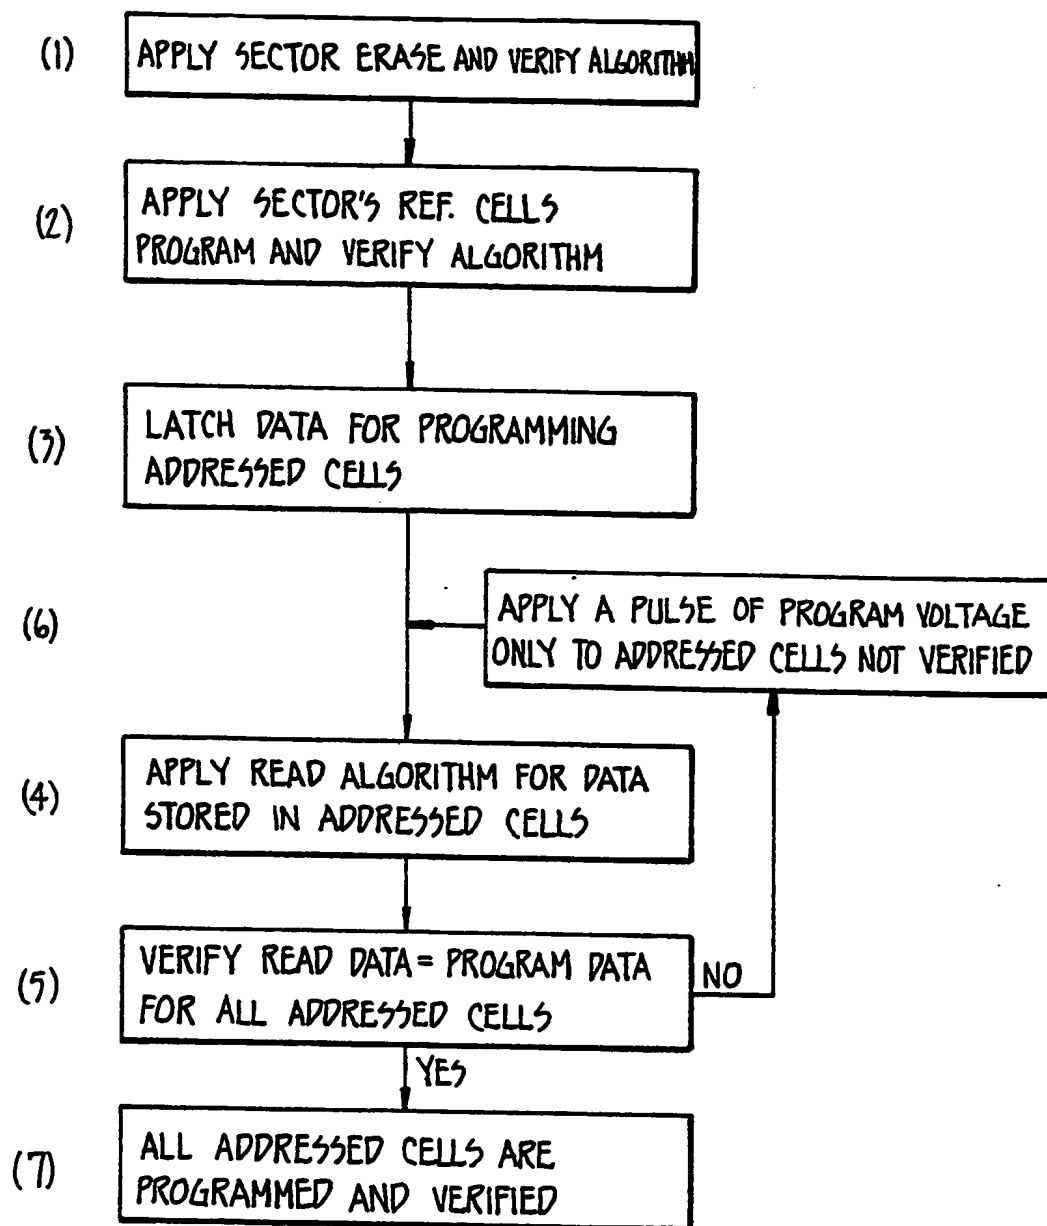 (1) APPLY SECTOR ERASE AND VERIFY ALGORITHM
(2) APPLY SECTOR'S REF. CELLS
PROGRAM AND VERIFY ALGORITHM
(3) LATCH DATA FOR PROGRAMMING
ADDRESSED CELLS
(6) APPLY A PULSE OF PROGRAM VOLTAGE
ONLY TO ADDRESSED CELLS NOT VERIFIED
(4) APPLY READ ALGORITHM FOR DATA
STORED IN ADDRESSED CELLS
(5) VERIFY READ DATA = PROGRAM DATA
FOR ALL ADDRESSED CELLS
NO
YES
(7) ALL ADDRESSED CELLS ARE
PROGRAMMED AND VERIFIED